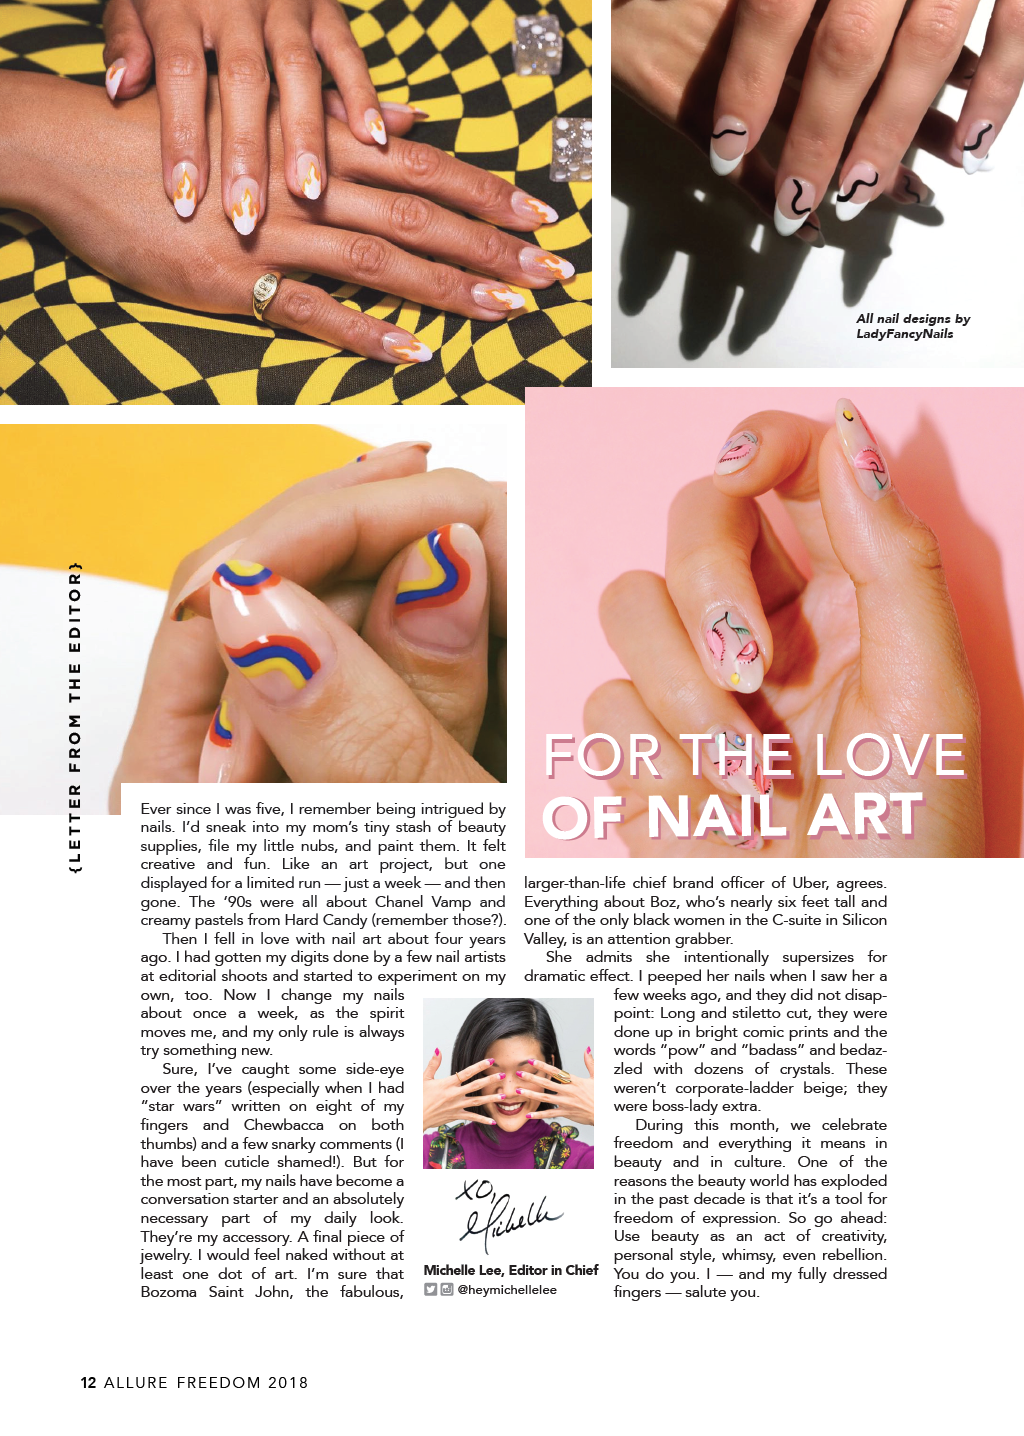 All nail designs by
LadyFancyNails
{LETTER FROM THE EDITOR}
FOR THE LOVE
OF NAIL ART
Ever since I was five, I remember being intrigued by
nails. I’d sneak into my mom’s tiny stash of beauty
supplies, file my little nubs, and paint them. It felt
creative and fun. Like an art project, but one
displayed for a limited run — just a week — and then
gone. The ‘90s were all about Chanel Vamp and
creamy pastels from Hard Candy (remember those?).
Then I fell in love with nail art about four years
ago. I had gotten my digits done by a few nail artists
at editorial shoots and started to experiment on my
own, too. Now I change my nails
about once a week, as the spirit
moves me, and my only rule is always
try something new.
Sure, I’ve caught some side-eye
over the years (especially when I had
“star wars” written on eight of my
fingers and Chewbacca on both
thumbs) and a few snarky comments (I
have been cuticle shamed!). But for
the most part, my nails have become a
conversation starter and an absolutely
necessary part of my daily look.
They’re my accessory. A final piece of
jewelry. I would feel naked without at
least one dot of art. I’m sure that
Bozoma Saint John, the fabulous,
larger-than-life chief brand officer of Uber, agrees.
Everything about Boz, who’s nearly six feet tall and
one of the only black women in the C-suite in Silicon
Valley, is an attention grabber.
She admits she intentionally supersizes for
dramatic effect. I peeped her nails when I saw her a
few weeks ago, and they did not disap-
point: Long and stiletto cut, they were
done up in bright comic prints and the
words “pow” and “badass” and bedaz-
zled with dozens of crystals. These
weren’t corporate-ladder beige; they
were boss-lady extra.
During this month, we celebrate
freedom and everything it means in
beauty and in culture. One of the
reasons the beauty world has exploded
in the past decade is that it’s a tool for
freedom of expression. So go ahead:
Use beauty as an act of creativity,
personal style, whimsy, even rebellion.
You do you. I — and my fully dressed
fingers — salute you.
XO,
Michelle
Michelle Lee, Editor in Chief
@heymichellelee
12 ALLURE FREEDOM 2018